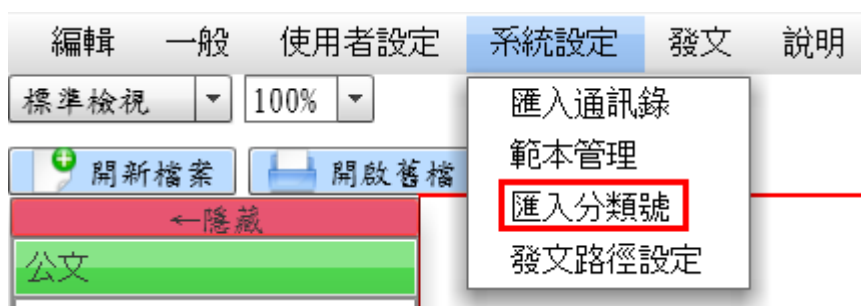 編輯 一般 使用者設定 系統設定 發文 說明
標準檢視 100%
匯入通訊錄
範本管理
開新檔案 開啟舊檔
匯入分類號
←隱藏
公文
發文路徑設定